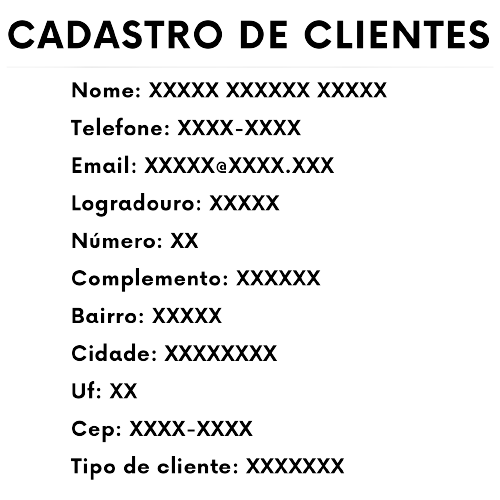 CADASTRO DE CLIENTES
Nome: XXXXX XXXXXX XXXXX
Telefone: XXXX-XXXX
Email: XXXXX@XXXX.XXX
Logradouro: XXXXX
Número: XX
Complemento: XXXXXX
Bairro: XXXXX
Cidade: XXXXXXXX
Uf: XX
Cep: XXXX-XXXX
Tipo de cliente: XXXXXXX